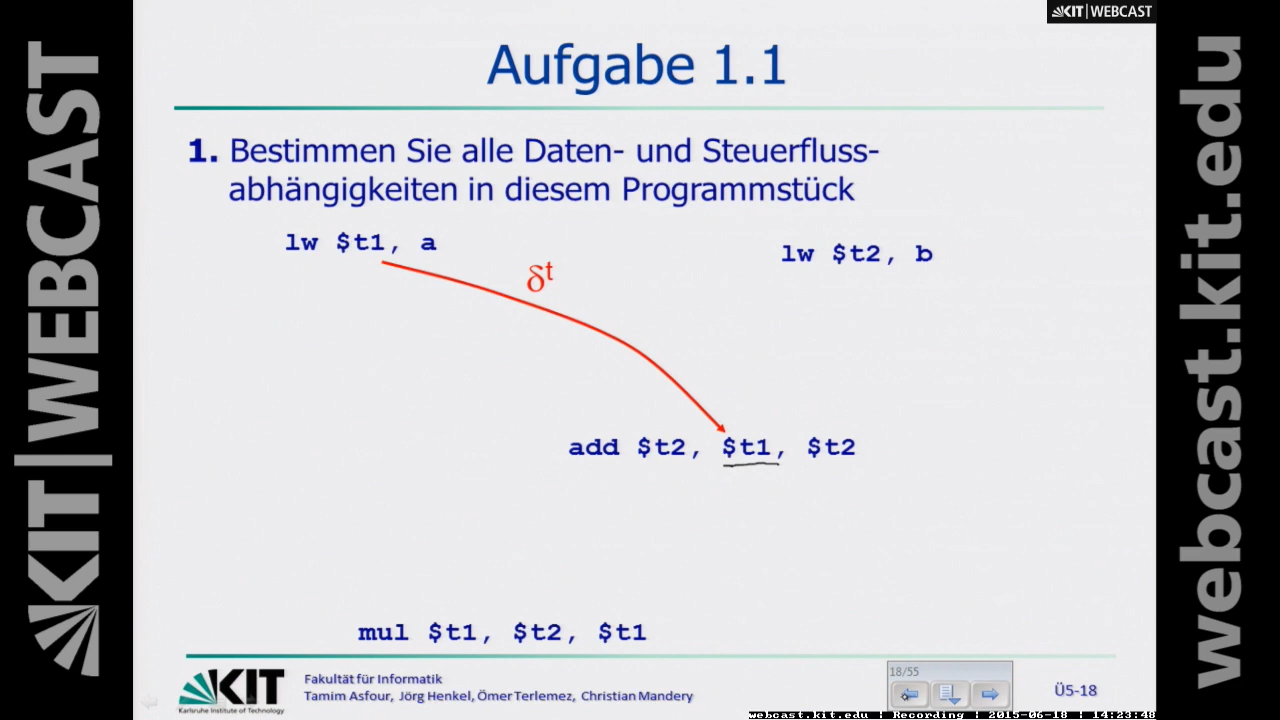 KIT | WEBCAST
Aufgabe 1.1
1. Bestimmen Sie alle Daten- und Steuerfluss-
abhängigkeiten in diesem Programmstück
lw $t1, a
lw $t2, b
δt
add $t2, $t1, $t2
mul $t1, $t2, $t1
KIT
Karlsruhe Institute of Technology
Fakultät für Informatik
Tamim Asfour, Jörg Henkel, Ömer Terlemez, Christian Mandery
18/55
Ü5-18
webcast.kit.edu | Recording | 2015-06-18 | 14:23:48
KIT | WEBCAST
webcast.kit.edu